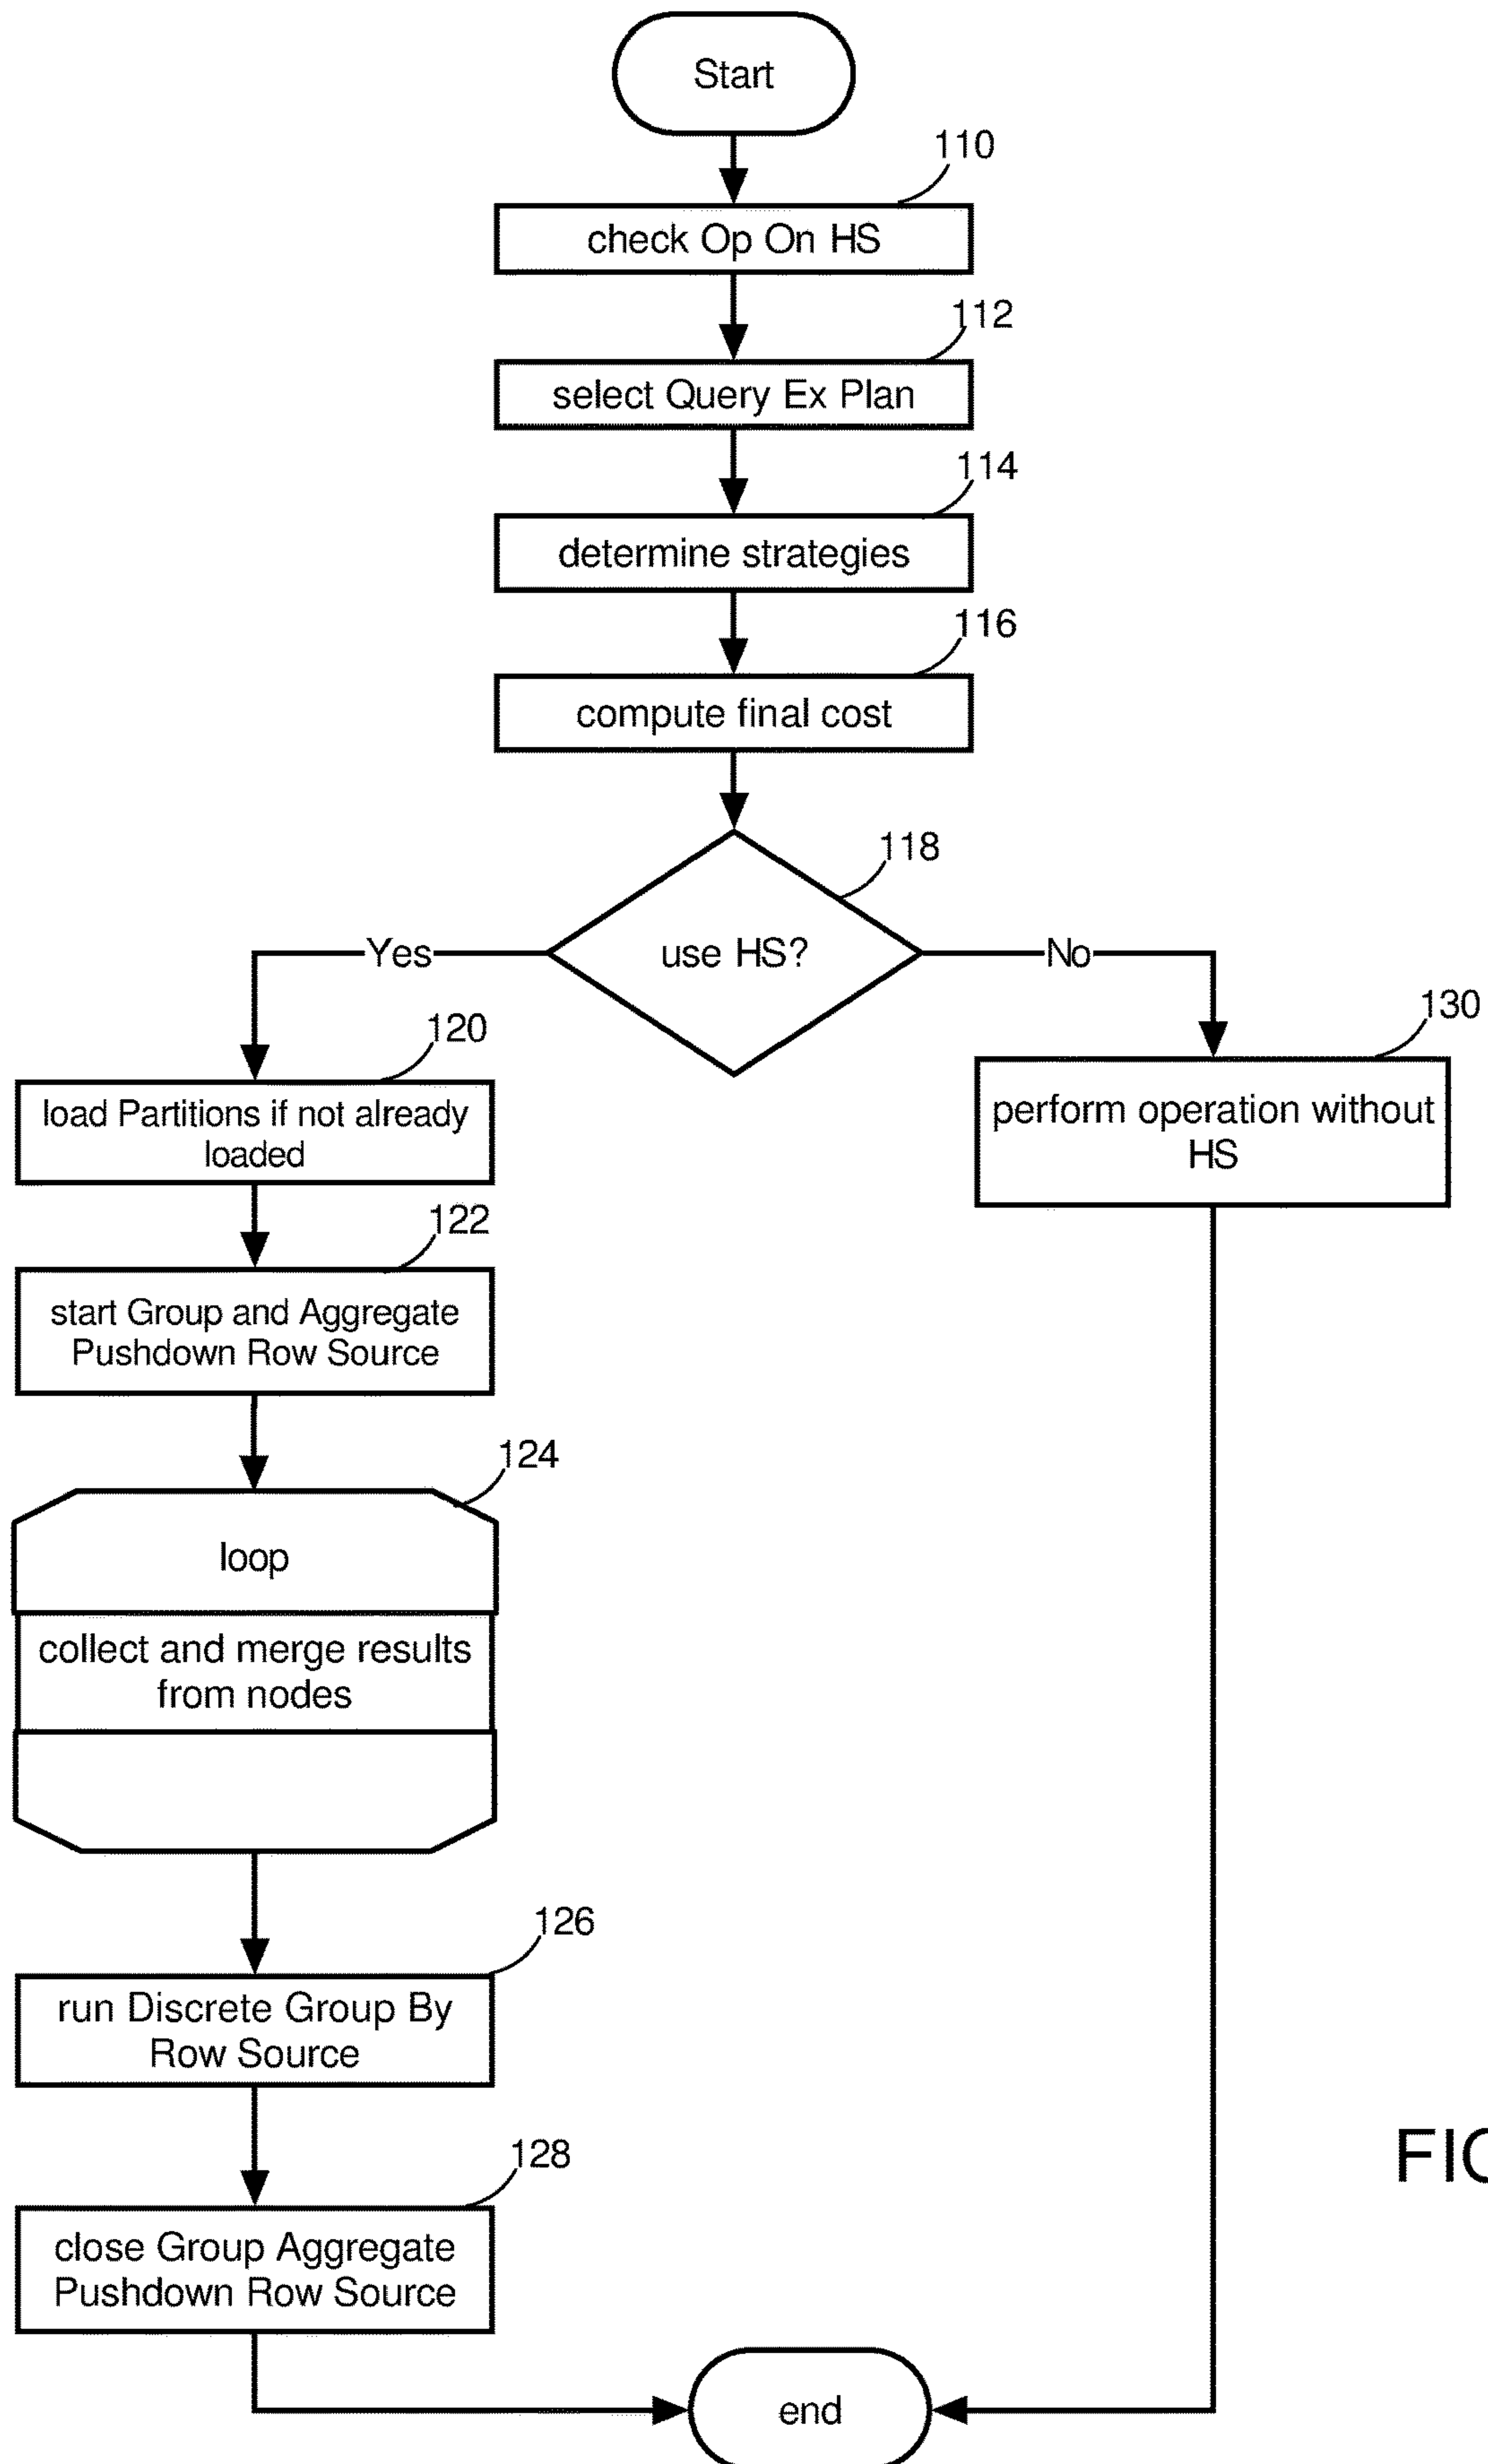 Start
110
check Op On HS
112
select Query Ex Plan
114
determine strategies
116
compute final cost
118
use HS?
Yes
No
120
load Partitions if not already
loaded
130
perform operation without
HS
122
start Group and Aggregate
Pushdown Row Source
124
loop
collect and merge results
from nodes
126
run Discrete Group By
Row Source
128
close Group Aggregate
Pushdown Row Source
end